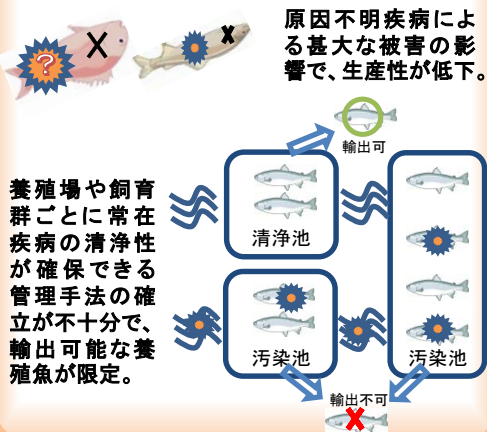 原因不明疾病によ
る甚大な被害の影
響で、生産性が低下。
?
輸出可
養殖場や飼育
群ごとに常在
疾病の清浄性
が確保できる
管理手法の確
立が不十分で、
輸出可能な養
殖魚が限定。
清浄池
汚染池
汚染池
輸出不可